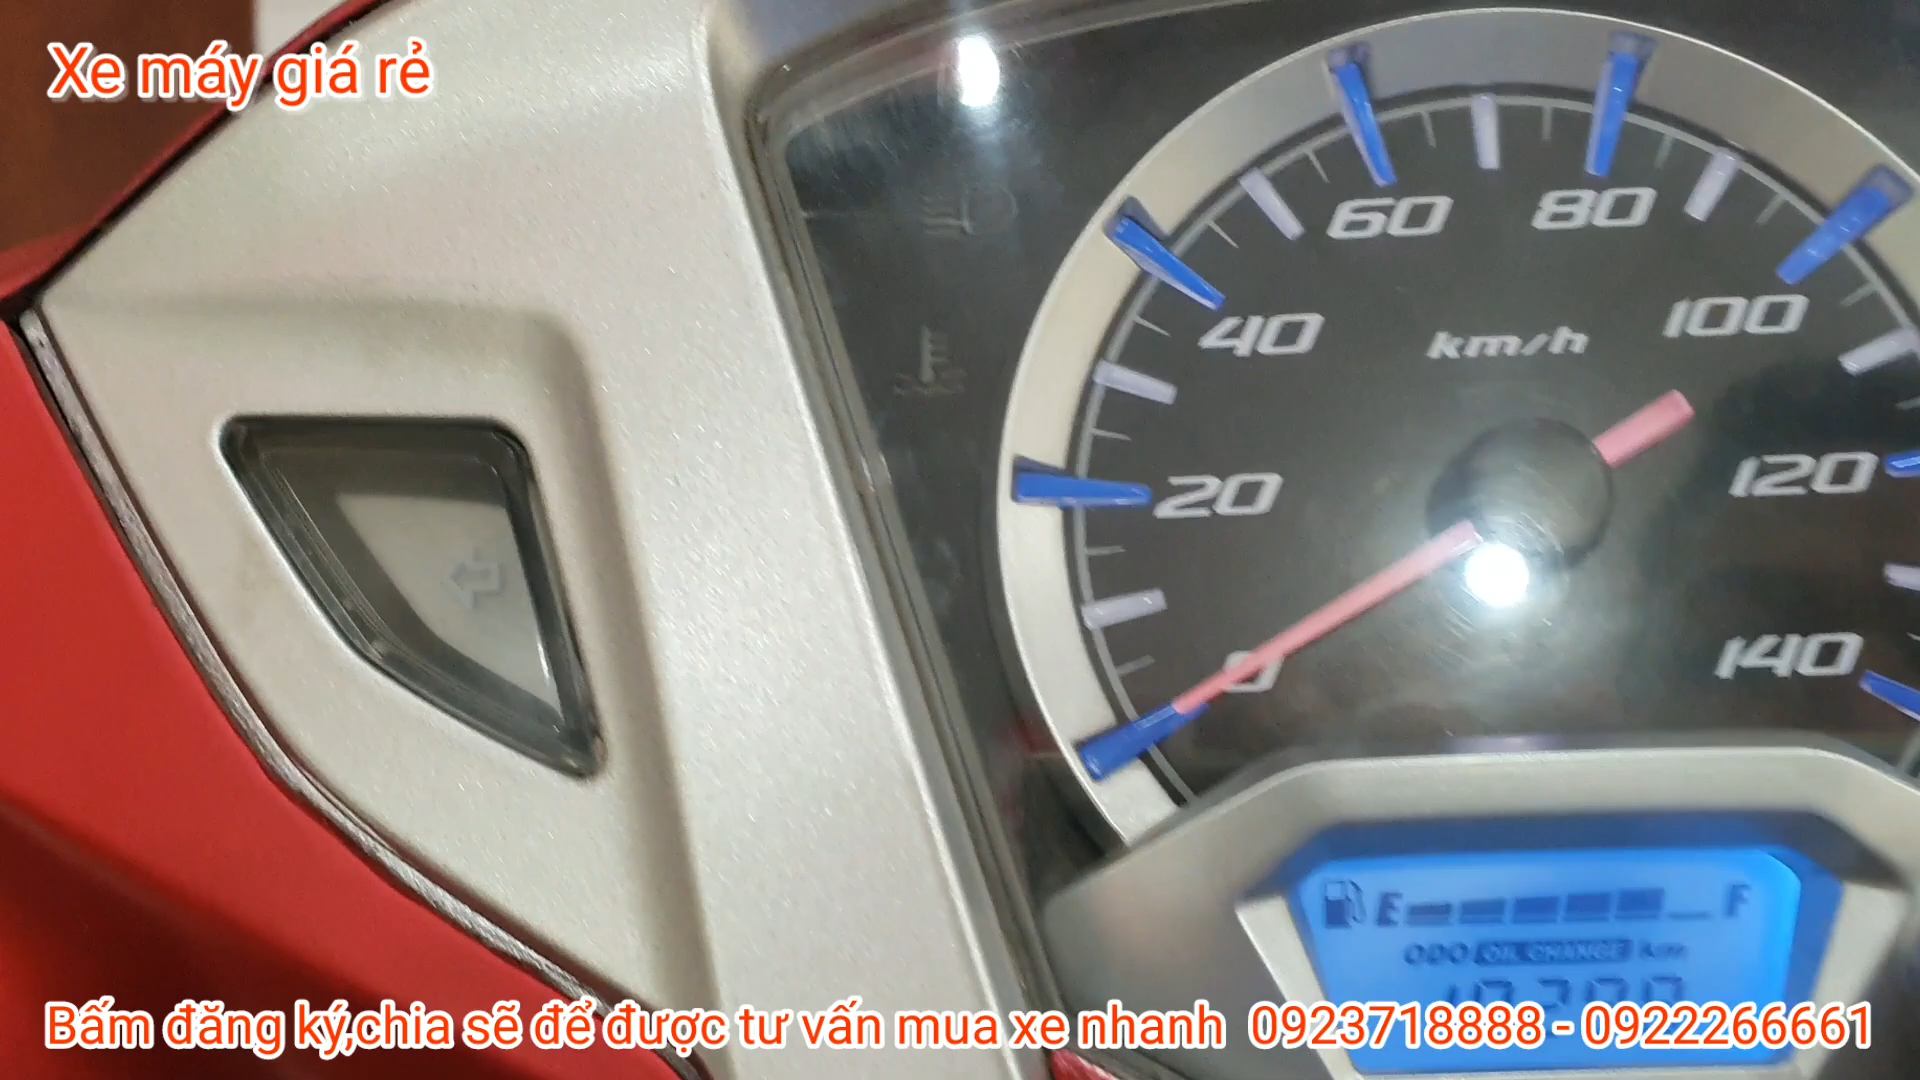 Xe máy giá rẻ
60 80
40 km/h 100
20 120
0 140
E F
ODO OIL CHANGE km
Bấm đăng ký,chia sẽ để được tư vấn mua xe nhanh 0923718888 - 0922266661